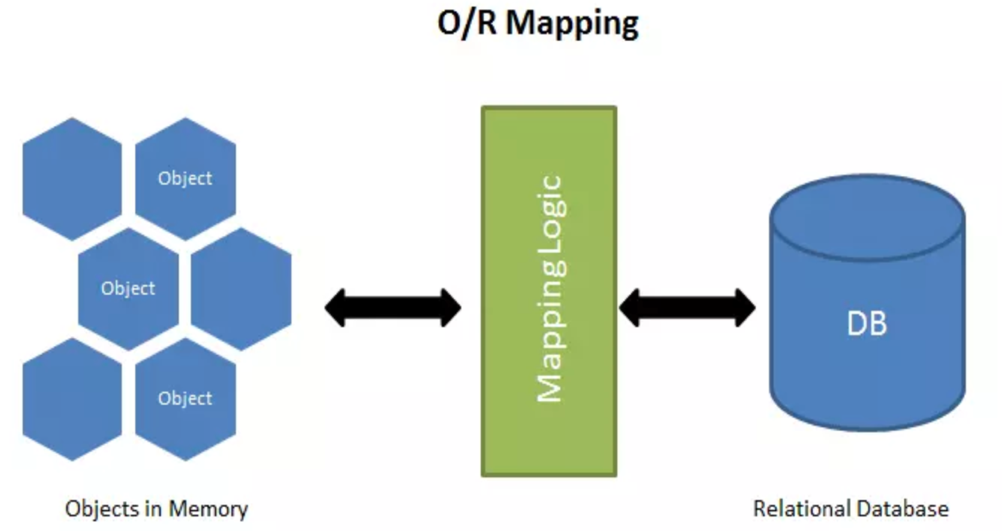 O/R Mapping
Object
Object
Object
Mapping Logic
DB
Objects in Memory
Relational Database